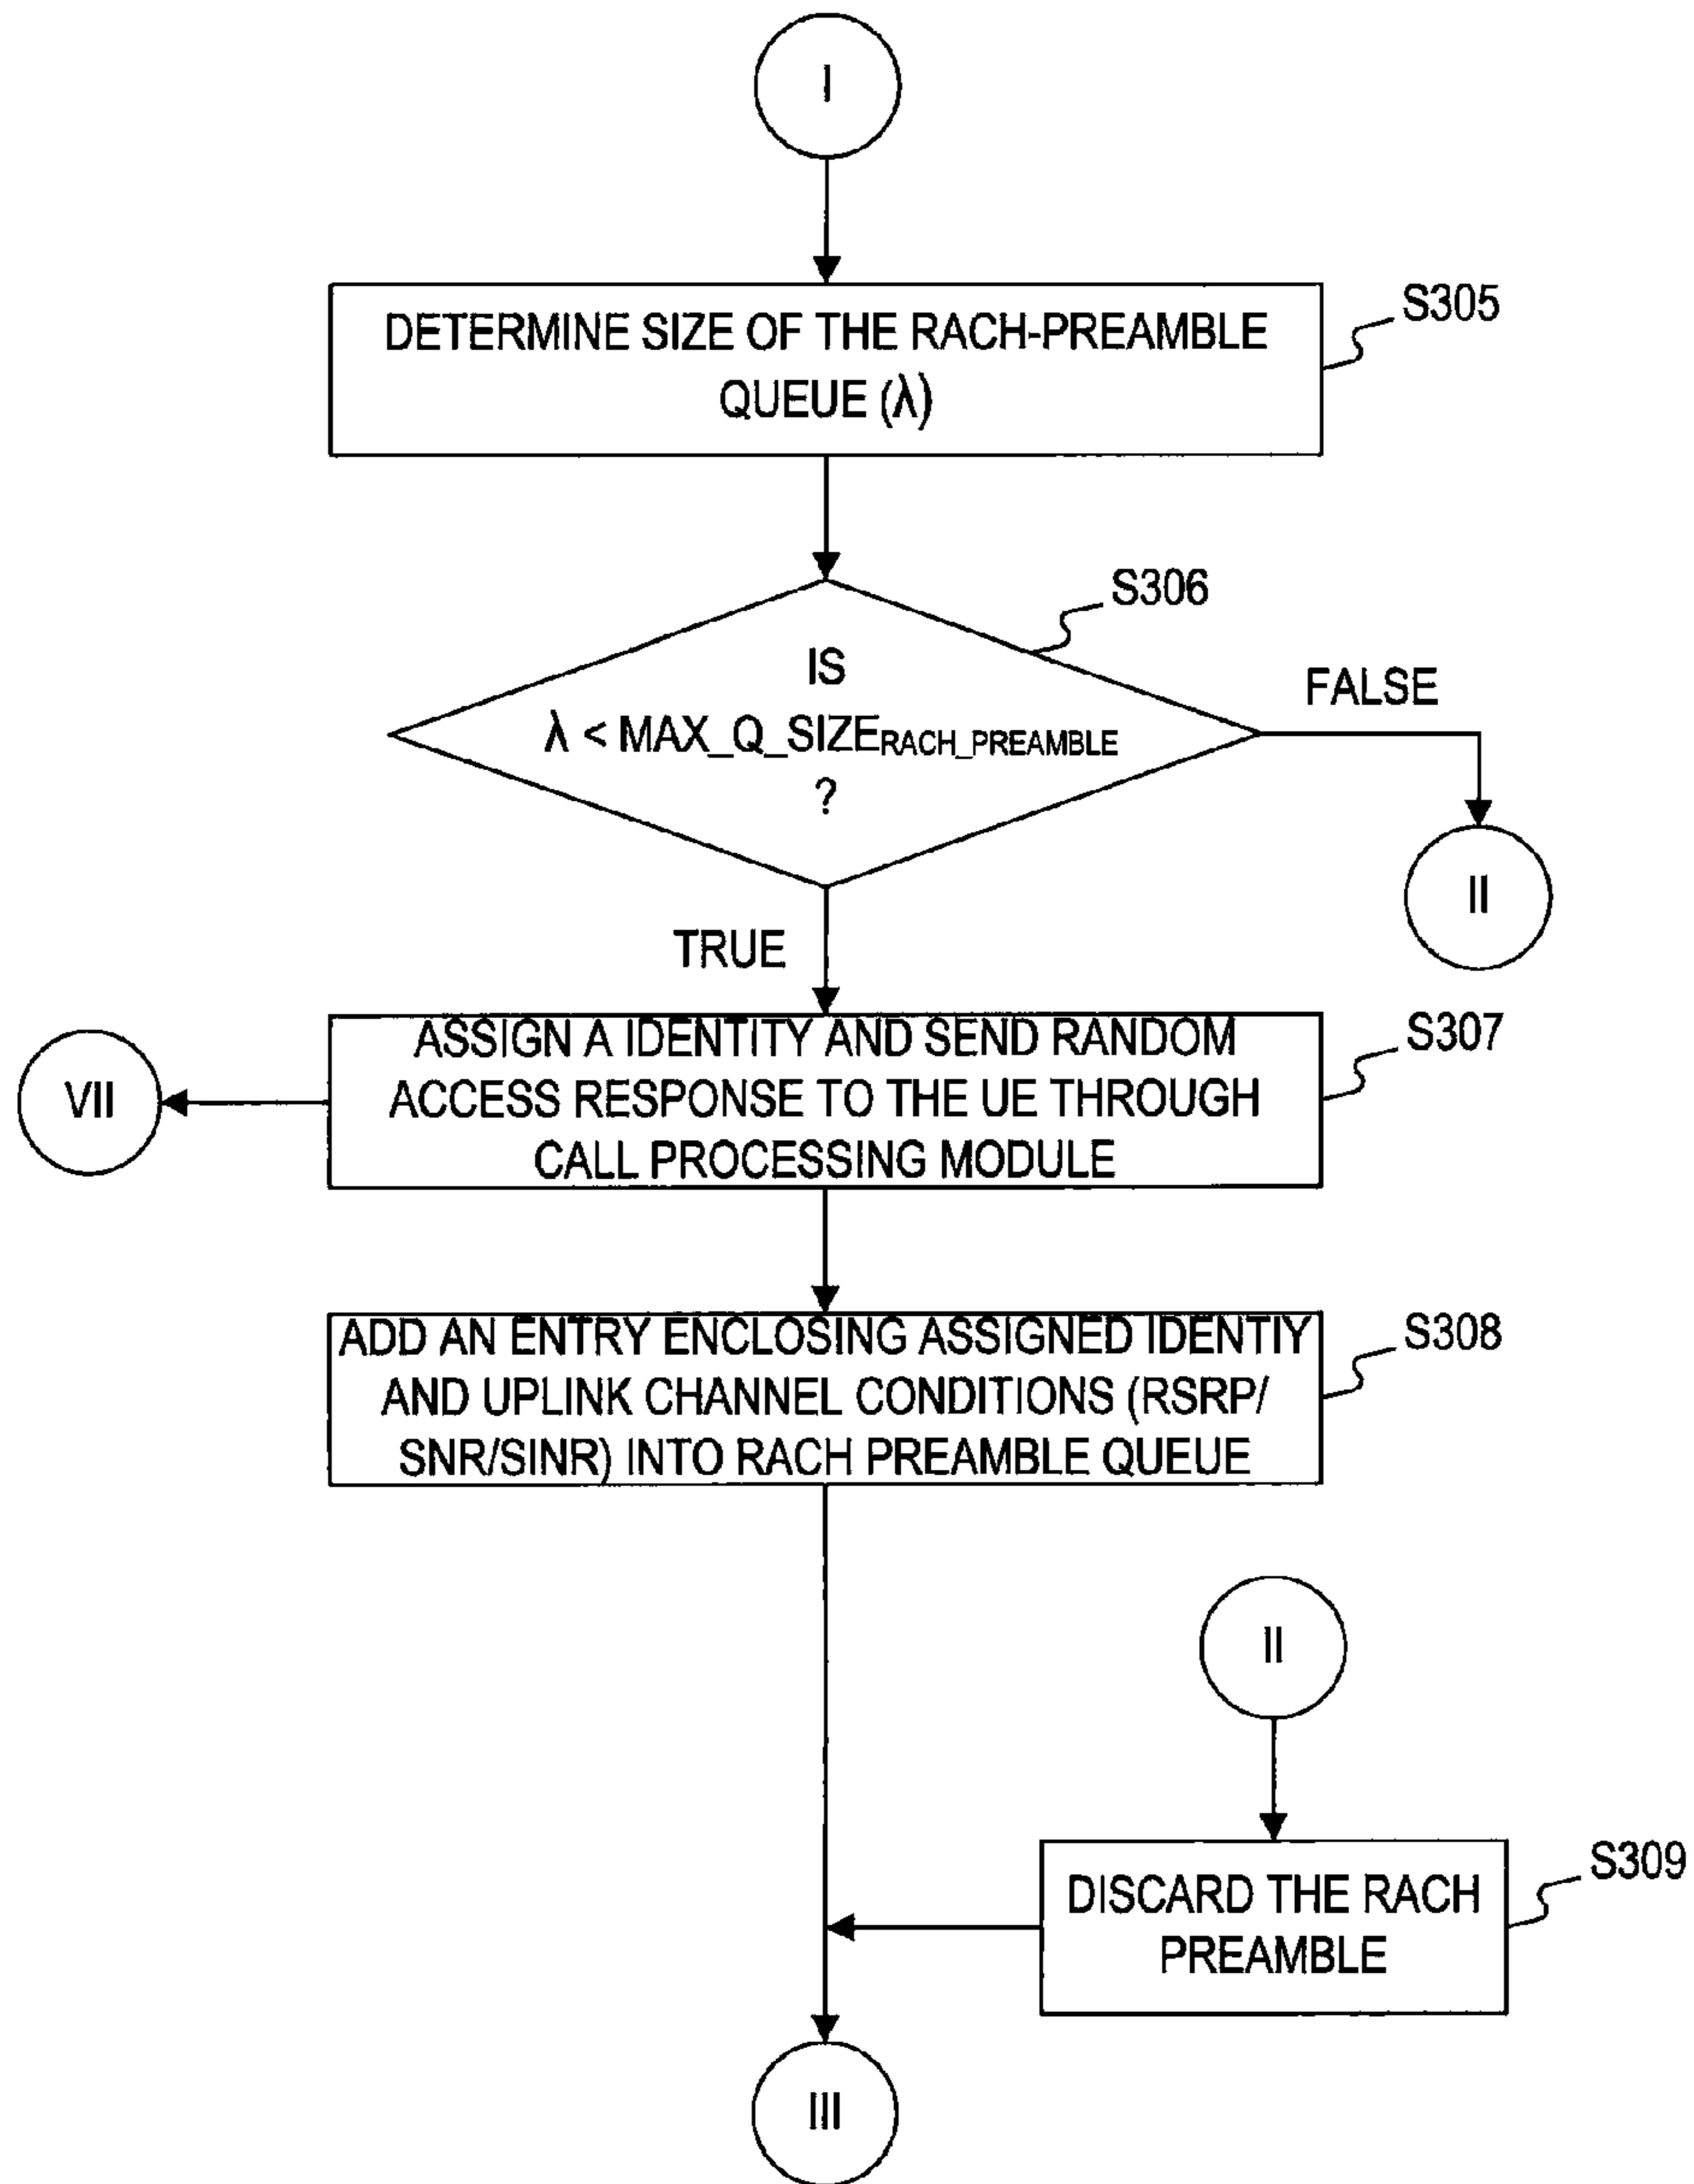 I
DETERMINE SIZE OF THE RACH-PREAMBLE
QUEUE (λ)
S305
S306
IS
λ < MAX_Q_SIZERACH_PREAMBLE
?
FALSE
II
TRUE
ASSIGN A IDENTITY AND SEND RANDOM
ACCESS RESPONSE TO THE UE THROUGH
CALL PROCESSING MODULE
S307
VII
ADD AN ENTRY ENCLOSING ASSIGNED IDENTIY
AND UPLINK CHANNEL CONDITIONS (RSRP/
SNR/SINR) INTO RACH PREAMBLE QUEUE
S308
II
DISCARD THE RACH
PREAMBLE
S309
III